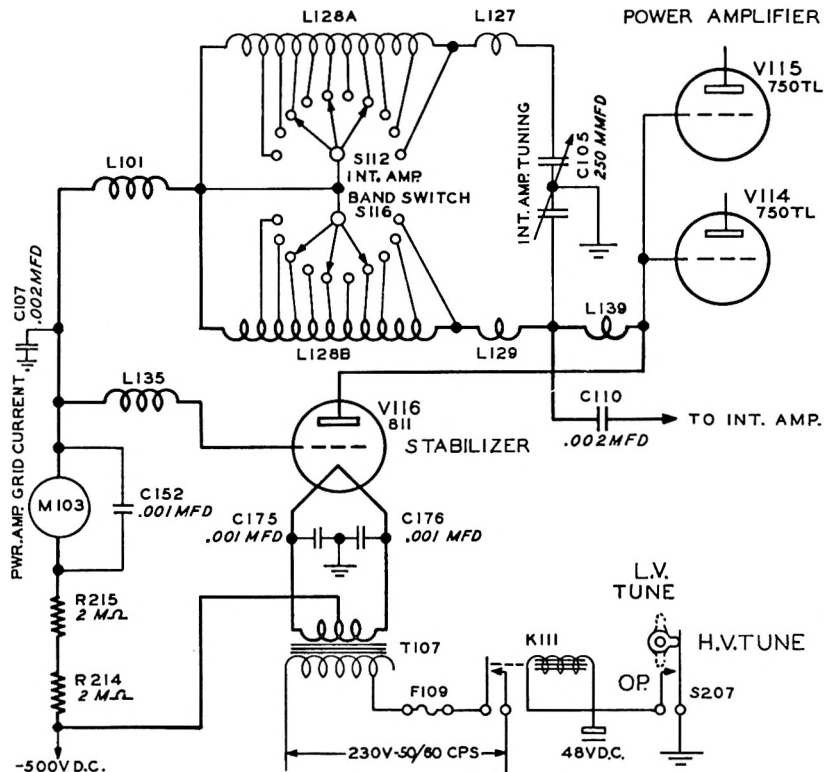 L128A
L127
POWER AMPLIFIER
V115
750TL
C105
250 MMFD
INT. AMP. TUNING
S112
INT. AMP.
BAND SWITCH
S116
L101
V114
750TL
C107
.002MFD
L128B
L129
L139
L135
V116
811
STABILIZER
C110
.002MFD
TO INT. AMP.
PWR. AMP. GRID CURRENT
M103
C152
.001MFD
C175
.001MFD
C176
.001 MFD
R215
2 MΩ
R214
2 MΩ
-500V D.C.
T107
F109
230V-50/60 CPS
K111
48V D.C.
L.V.
TUNE
H.V. TUNE
OP.
S207